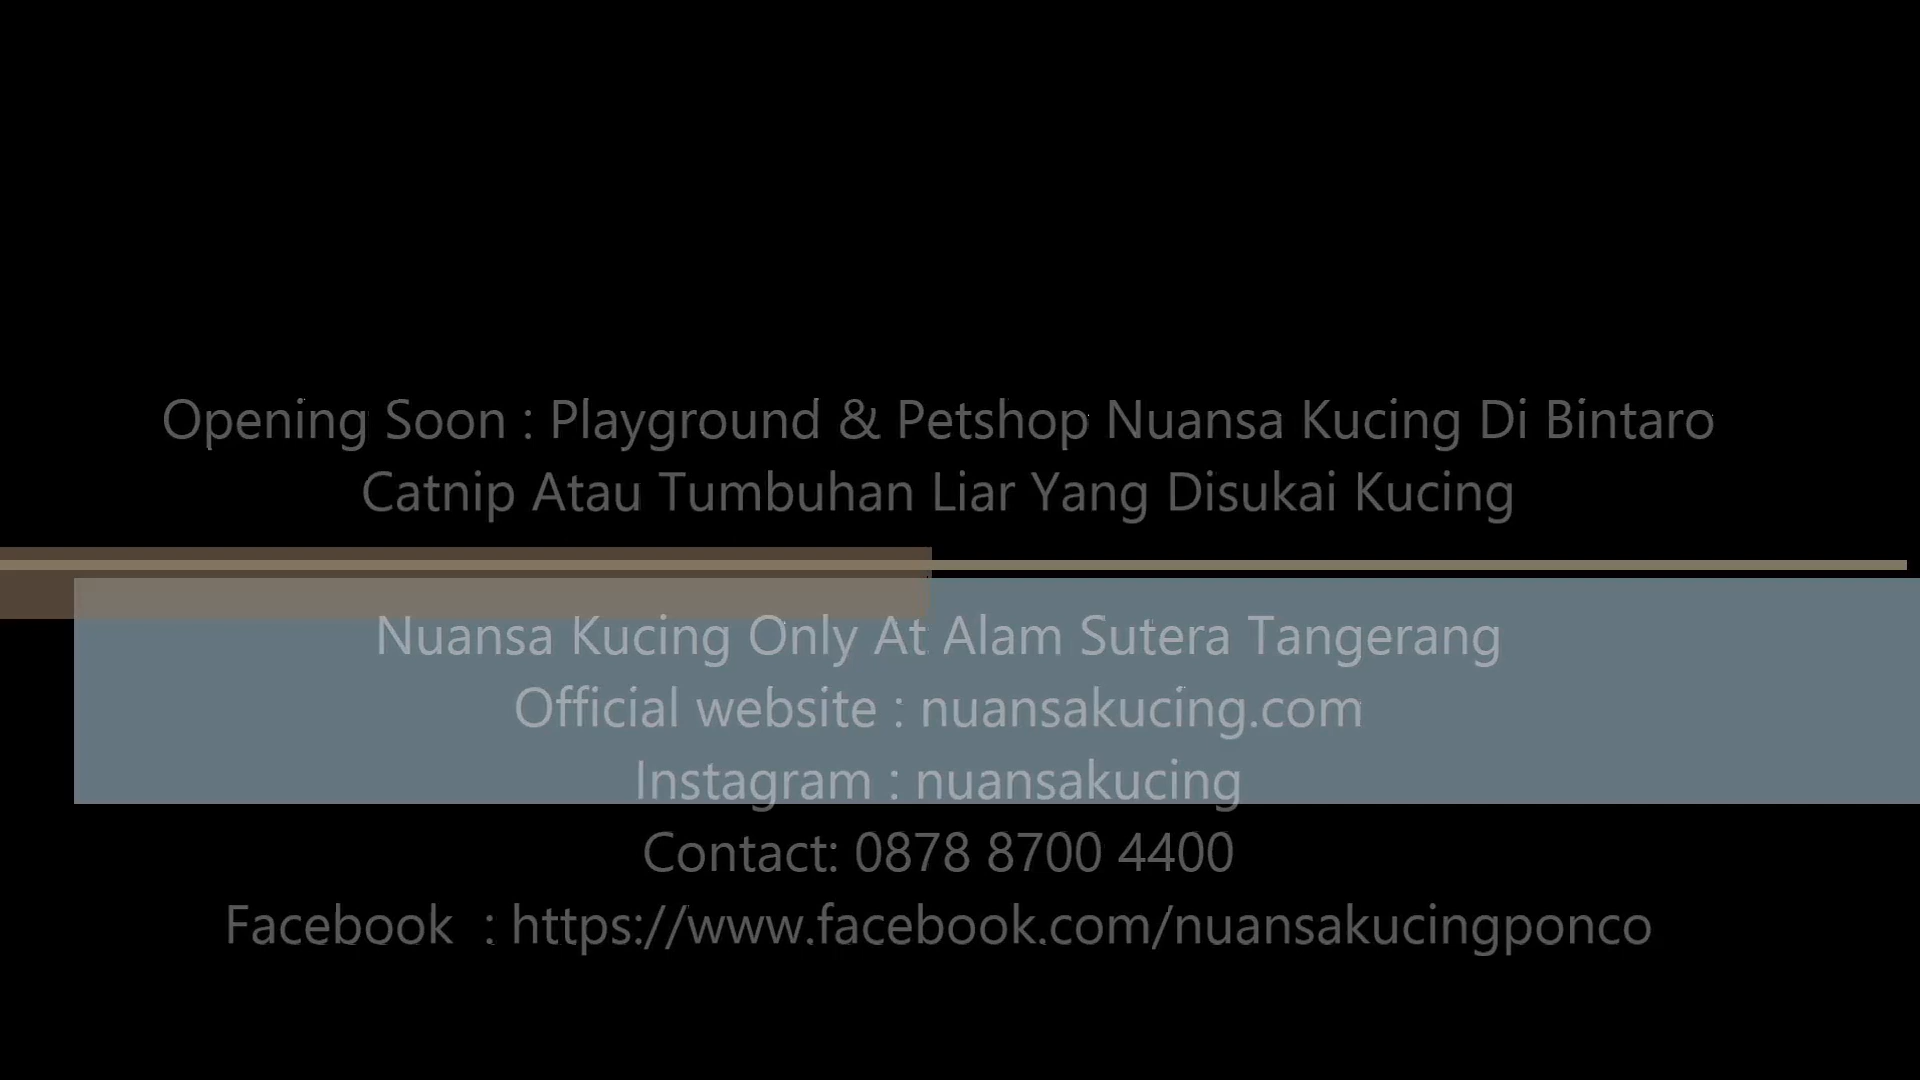 Opening Soon : Playground & Petshop Nuansa Kucing Di Bintaro
Catnip Atau Tumbuhan Liar Yang Disukai Kucing
Nuansa Kucing Only At Alam Sutera Tangerang
Official website : nuansakucing.com
Instagram : nuansakucing
Contact: 0878 8700 4400
Facebook  : https://www.facebook.com/nuansakucingponco